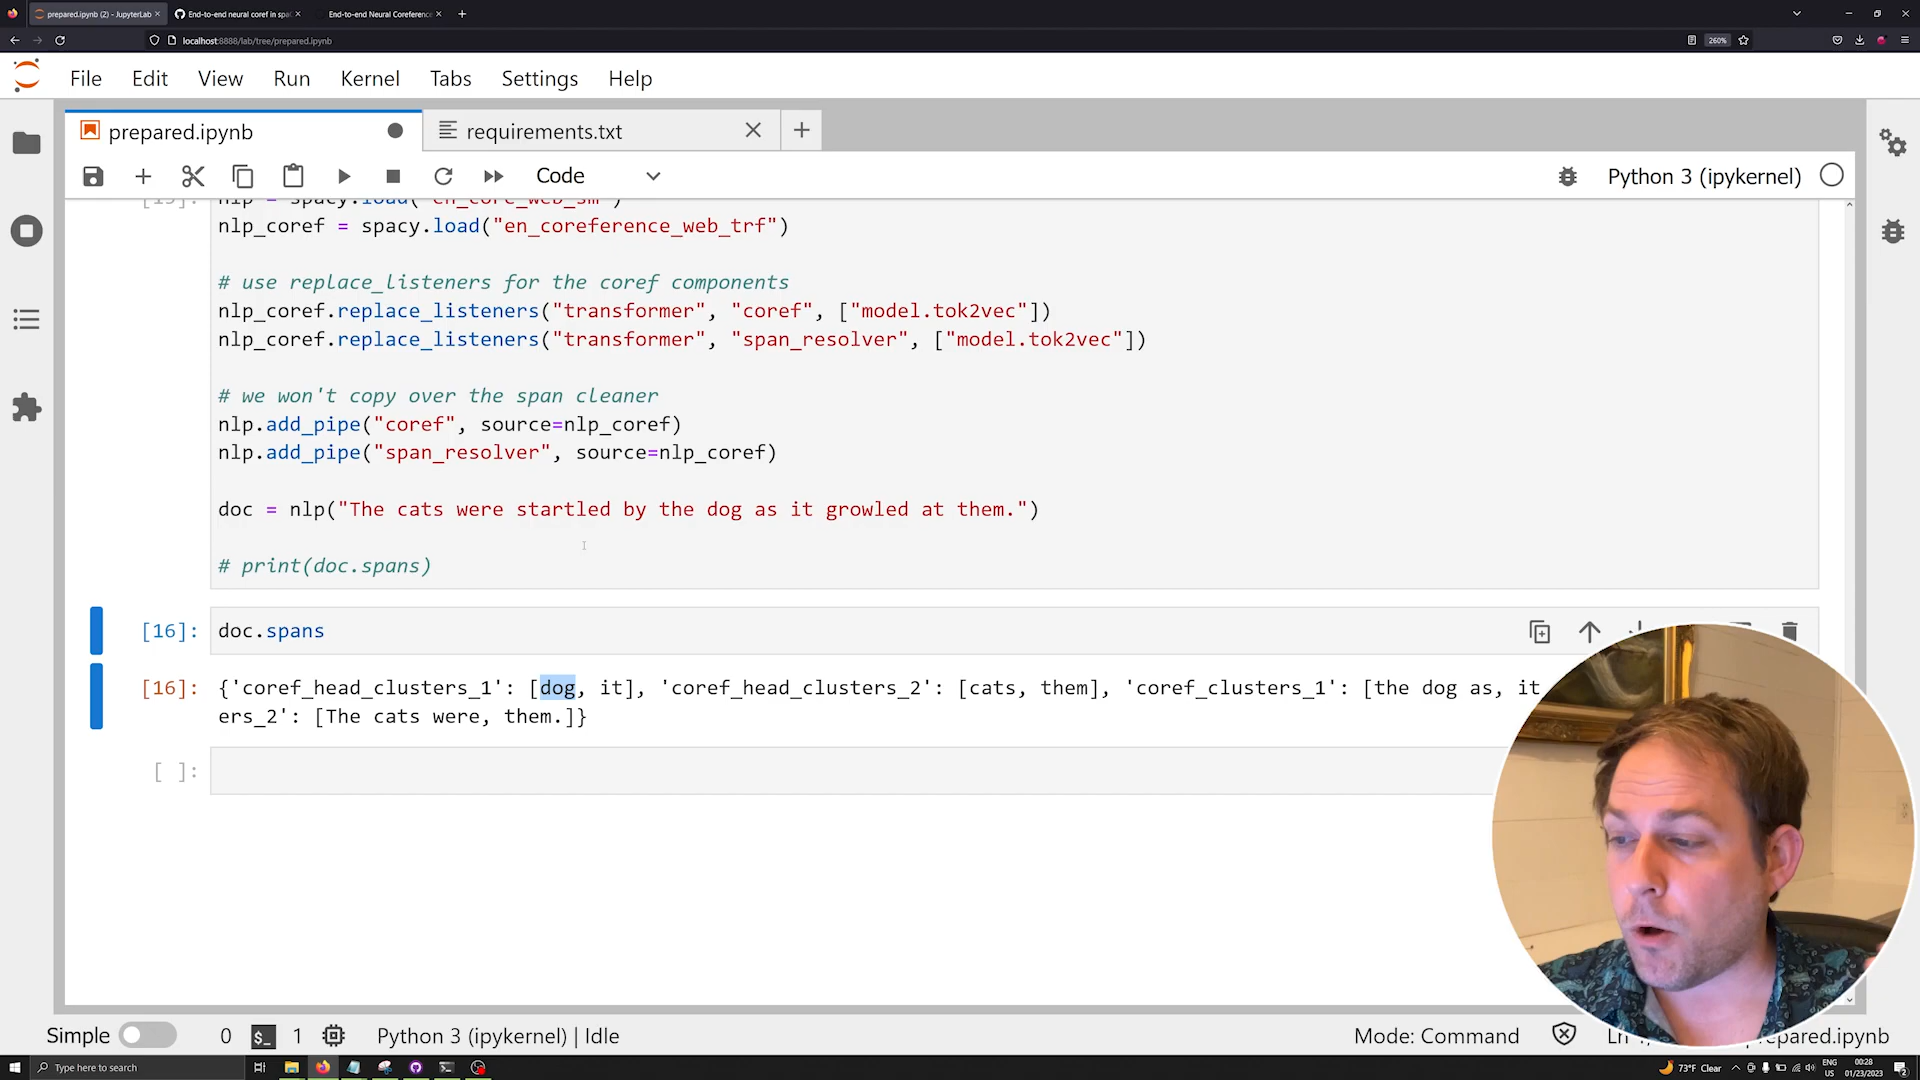 prepared.ipynb (2) - JupyterLab
End-to-end neural coref in spa
End-to-end Neural Coreference
localhost:8888/lab/tree/prepared.ipynb
260%
File Edit View Run Kernel Tabs Settings Help
prepared.ipynb
requirements.txt
Code
Python 3 (ipykernel)
[15]: nlp = spacy.load("en_core_web_sm")
nlp_coref = spacy.load("en_coreference_web_trf")
# use replace_listeners for the coref components
nlp_coref.replace_listeners("transformer", "coref", ["model.tok2vec"])
nlp_coref.replace_listeners("transformer", "span_resolver", ["model.tok2vec"])
# we won't copy over the span cleaner
nlp.add_pipe("coref", source=nlp_coref)
nlp.add_pipe("span_resolver", source=nlp_coref)
doc = nlp("The cats were startled by the dog as it growled at them.")
# print(doc.spans)
[16]: doc.spans
[16]: {'coref_head_clusters_1': [dog, it], 'coref_head_clusters_2': [cats, them], 'coref_clusters_1': [the dog as, it
ers_2': [The cats were, them.]}
[ ]:
Simple 0 $_ 1 Python 3 (ipykernel) | Idle Mode: Command prepared.ipynb
Type here to search
73°F Clear
ENG
US
00:28
01/23/2023